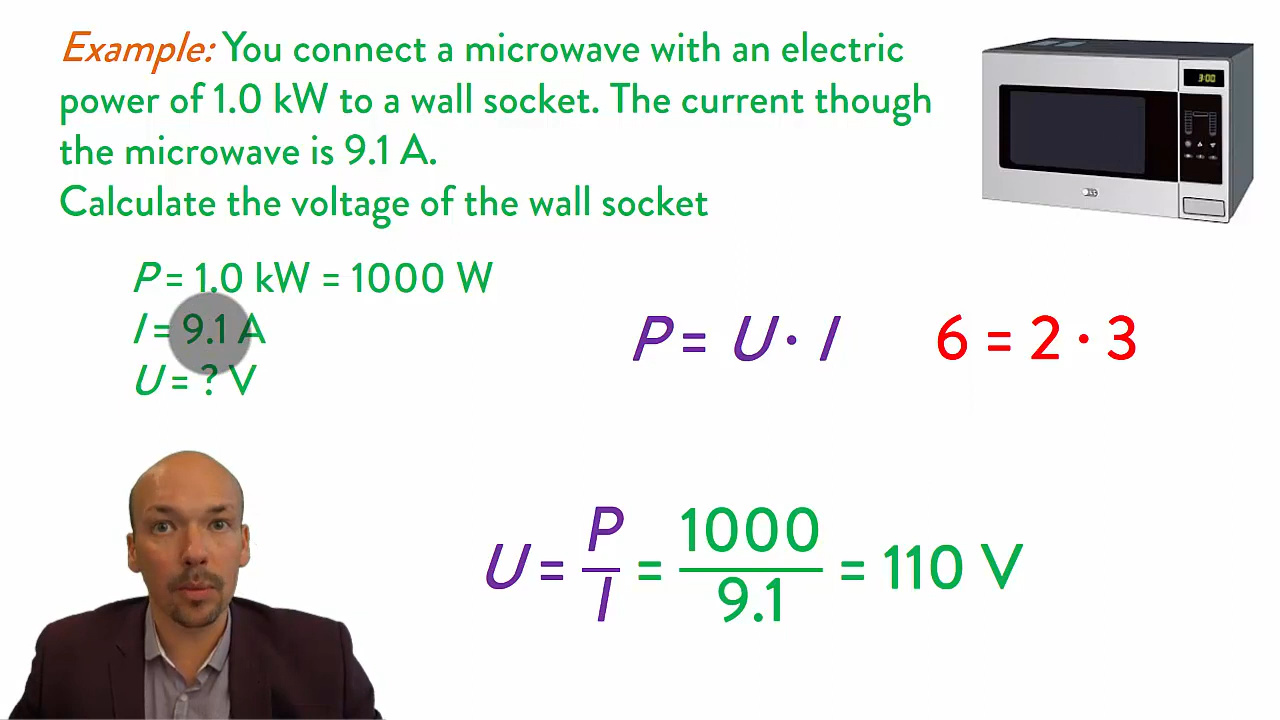 Example: You connect a microwave with an electric
power of 1.0 kW to a wall socket. The current though
the microwave is 9.1 A.
Calculate the voltage of the wall socket
3:00
P = 1.0 kW = 1000 W
I = 9.1 A
U = ? V
P = U · I
6 = 2 · 3
U = P/I = 1000/9.1 = 110 V